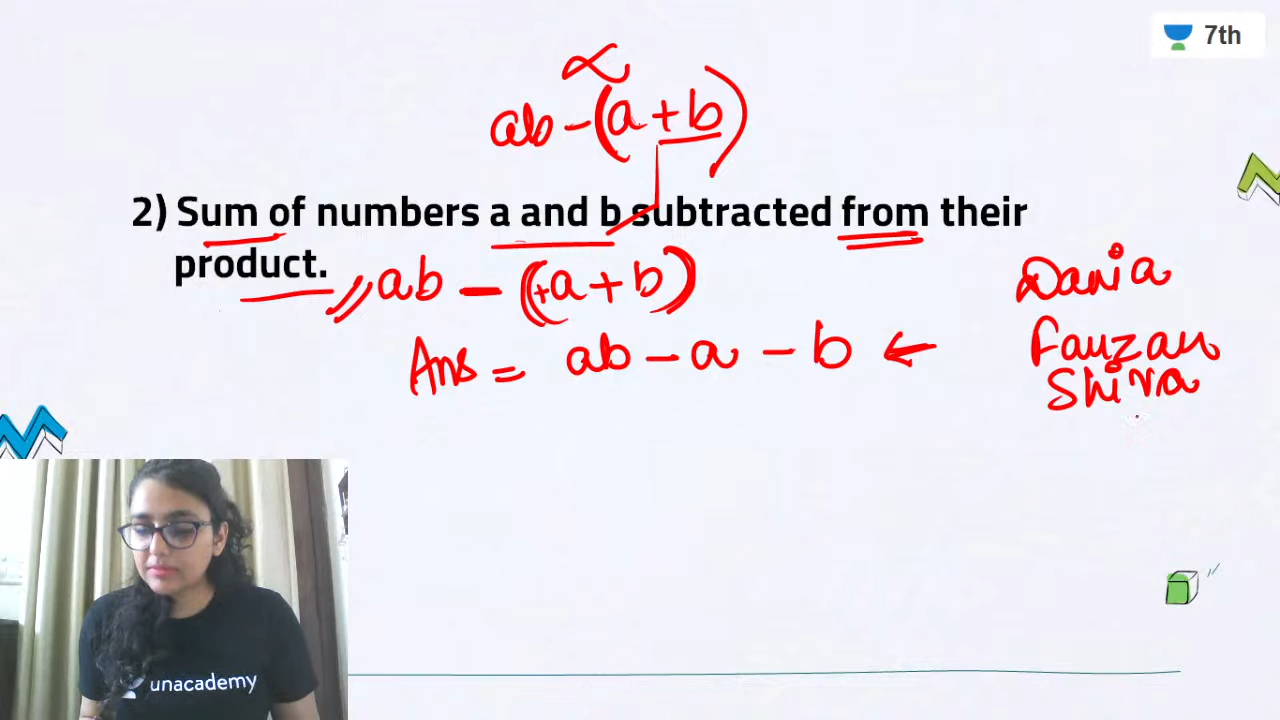 7th
ab - (a + b)
2) Sum of numbers a and b subtracted from their
product.
ab - (+a + b)
Ans = ab - a - b ←
Dania
Fauzan
Shiva
unacademy